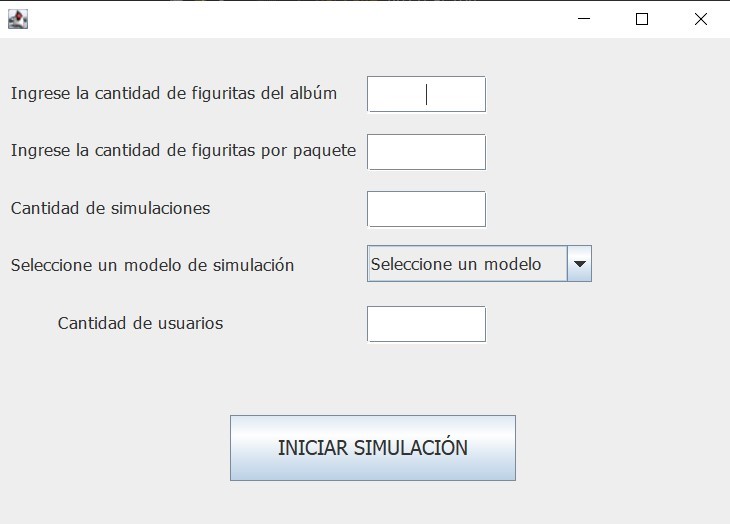 Ingrese la cantidad de figuritas del albúm
Ingrese la cantidad de figuritas por paquete
Cantidad de simulaciones
Seleccione un modelo de simulación
Seleccione un modelo
Cantidad de usuarios
INICIAR SIMULACIÓN